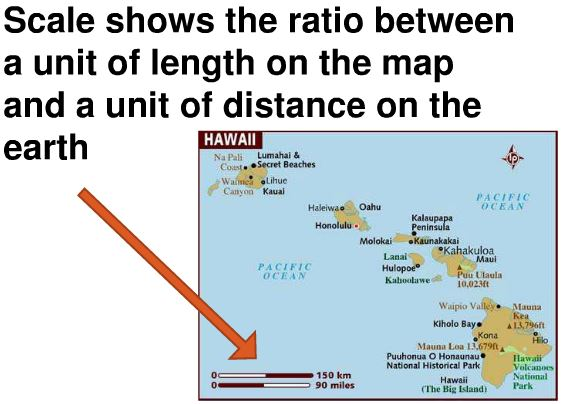 Scale shows the ratio between
a unit of length on the map
and a unit of distance on the
earth
HAWAII
Na Pali
Coast
Lumahai &
Secret Beaches
Waimea
Canyon
Lihue
Kauai
Haleiwa
Oahu
Honolulu
PACIFIC
OCEAN
Kalaupapa
Peninsula
Molokai
Kaunakakai
Kahakuloa
Lanai
Maui
Hulopoe
Puu Ulaula
10,023ft
Kahoolawe
PACIFIC
OCEAN
Waipio Valley
Mauna
Kea
13,796ft
Kiholo Bay
Kona
Hilo
Mauna Loa 13,679ft
Puuhonua O Honaunau
National Historical Park
Hawaii
Volcanoes
National
Park
Hawaii
(The Big Island)
0 150 km
0 90 miles
lp